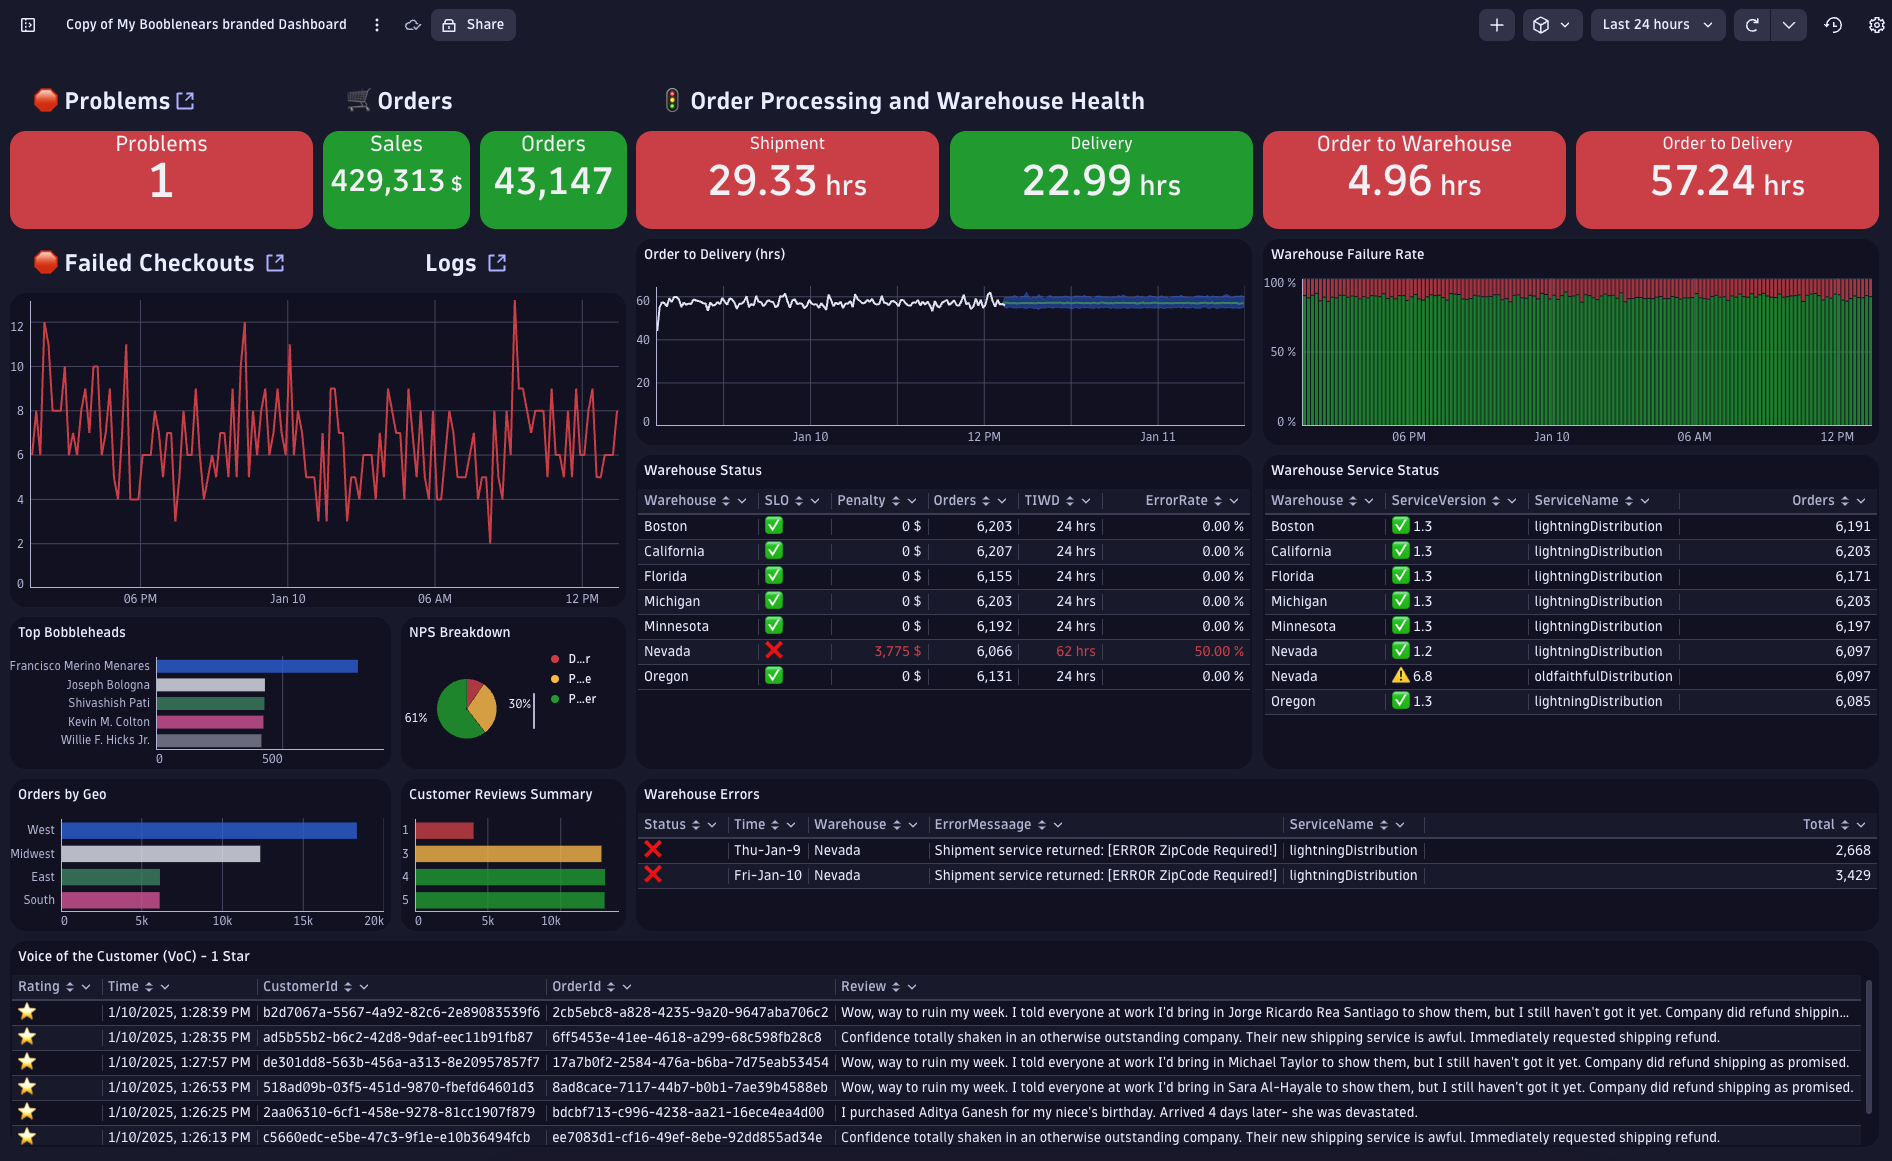 Copy of My Booblenears branded Dashboard
Share
Last 24 hours
Problems
Orders
Order Processing and Warehouse Health
Problems
1
Sales
429,313 $
Orders
43,147
Shipment
29.33 hrs
Delivery
22.99 hrs
Order to Warehouse
4.96 hrs
Order to Delivery
57.24 hrs
Failed Checkouts
Logs
12
10
8
6
4
2
0
06 PM Jan 10 06 AM 12 PM
Order to Delivery (hrs)
60
40
20
0
Jan 10 12 PM Jan 11
Warehouse Failure Rate
100 %
50 %
0 %
06 PM Jan 10 06 AM 12 PM
Warehouse Status
Warehouse SLO Penalty Orders TIWD ErrorRate
Boston 0 $ 6,203 24 hrs 0.00 %
California 0 $ 6,207 24 hrs 0.00 %
Florida 0 $ 6,155 24 hrs 0.00 %
Michigan 0 $ 6,203 24 hrs 0.00 %
Minnesota 0 $ 6,192 24 hrs 0.00 %
Nevada 3,775 $ 6,066 62 hrs 50.00 %
Oregon 0 $ 6,131 24 hrs 0.00 %
Warehouse Service Status
Warehouse ServiceVersion ServiceName Orders
Boston 1.3 lightningDistribution 6,191
California 1.3 lightningDistribution 6,203
Florida 1.3 lightningDistribution 6,171
Michigan 1.3 lightningDistribution 6,203
Minnesota 1.3 lightningDistribution 6,197
Nevada 1.2 lightningDistribution 6,097
Nevada 6.8 oldfaithfulDistribution 6,097
Oregon 1.3 lightningDistribution 6,085
Top Bobbleheads
Francisco Merino Menares
Joseph Bologna
Shivashish Pati
Kevin M. Colton
Willie F. Hicks Jr.
0 500
NPS Breakdown
61%
30%
D...r
P...e
P...er
Orders by Geo
West
Midwest
East
South
0 5k 10k 15k 20k
Customer Reviews Summary
1
3
4
5
0 5k 10k
Warehouse Errors
Status Time Warehouse ErrorMesaage ServiceName Total
Thu-Jan-9 Nevada Shipment service returned: [ERROR ZipCode Required!] lightningDistribution 2,668
Fri-Jan-10 Nevada Shipment service returned: [ERROR ZipCode Required!] lightningDistribution 3,429
Voice of the Customer (VoC) - 1 Star
Rating Time CustomerId OrderId Review
1/10/2025, 1:28:39 PM b2d7067a-5567-4a92-82c6-2e89083539f6 2cb5ebc8-a828-4235-9a20-9647aba706c2 Wow, way to ruin my week. I told everyone at work I'd bring in Jorge Ricardo Rea Santiago to show them, but I still haven't got it yet. Company did refund shippin...
1/10/2025, 1:28:35 PM ad5b55b2-b6c2-42d8-9daf-eec11b91fb87 6ff5453e-41ee-4618-a299-68c598fb28c8 Confidence totally shaken in an otherwise outstanding company. Their new shipping service is awful. Immediately requested shipping refund.
1/10/2025, 1:27:57 PM de301dd8-563b-456a-a313-8e20957857f7 17a7b0f2-2584-476a-b6ba-7d75eab53454 Wow, way to ruin my week. I told everyone at work I'd bring in Michael Taylor to show them, but I still haven't got it yet. Company did refund shipping as promised.
1/10/2025, 1:26:53 PM 518ad09b-03f5-451d-9870-fbefd64601d3 8ad8cace-7117-44b7-b0b1-7ae39b4588eb Wow, way to ruin my week. I told everyone at work I'd bring in Sara Al-Hayale to show them, but I still haven't got it yet. Company did refund shipping as promised.
1/10/2025, 1:26:25 PM 2aa06310-6cf1-458e-9278-81cc1907f879 bdcbf713-c996-4238-aa21-16ece4ea4d00 I purchased Aditya Ganesh for my niece's birthday. Arrived 4 days later- she was devastated.
1/10/2025, 1:26:13 PM c5660edc-e5be-47c3-9f1e-e10b36494fcb ee7083d1-cf16-49ef-8ebe-92dd855ad34e Confidence totally shaken in an otherwise outstanding company. Their new shipping service is awful. Immediately requested shipping refund.